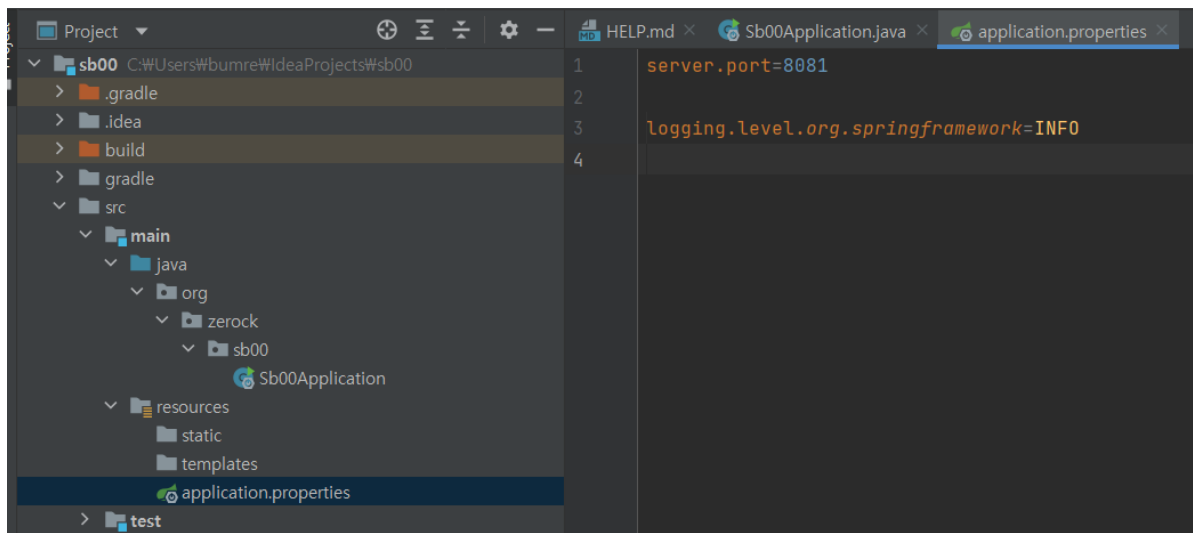 Project
HELP.md
Sb00Application.java
application.properties
sb00 C:₩Users₩bumre₩IdeaProjects₩sb00
.gradle
.idea
build
gradle
src
main
java
org
zerock
sb00
Sb00Application
resources
static
templates
application.properties
test
1 server.port=8081
2
3 logging.level.org.springframework=INFO
4